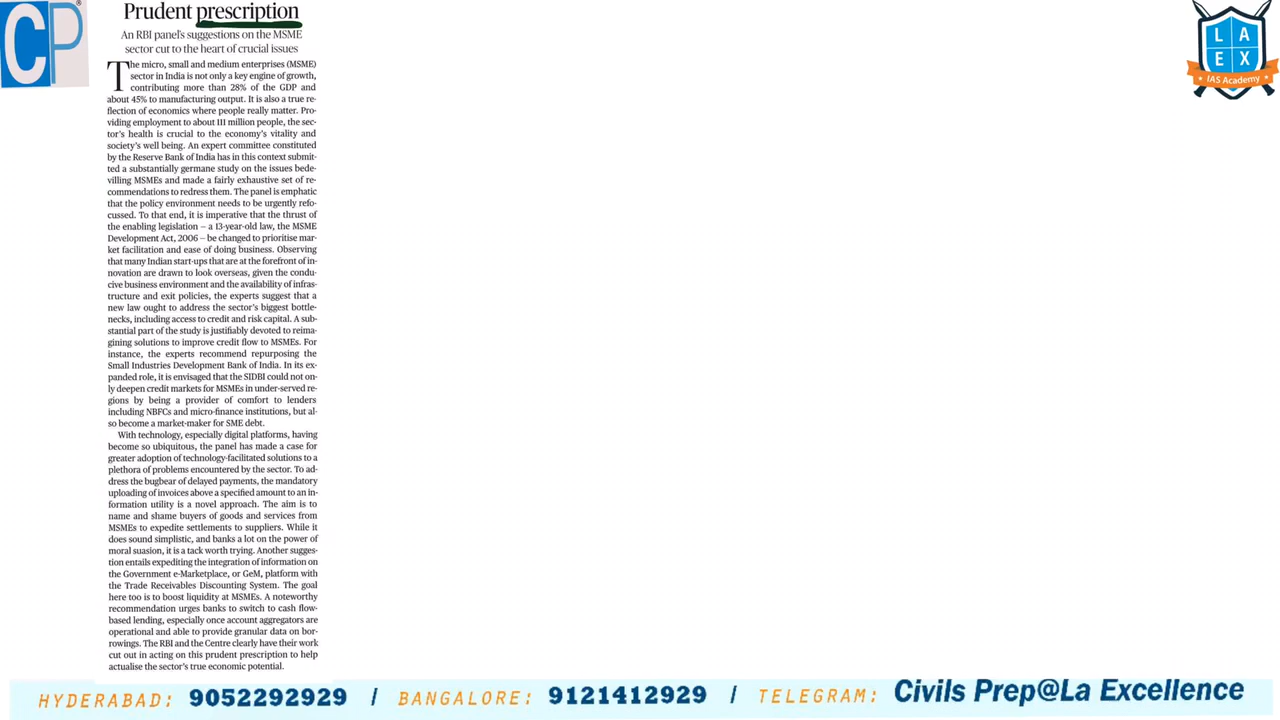 CP®
Prudent prescription
An RBI panel's suggestions on the MSME
sector cut to the heart of crucial issues
The micro, small and medium enterprises (MSME)
sector in India is not only a key engine of growth,
contributing more than 28% of the GDP and
about 45% to manufacturing output. It is also a true re-
flection of economics where people really matter. Pro-
viding employment to about 111 million people, the sec-
tor's health is crucial to the economy's vitality and
society's well being. An expert committee constituted
by the Reserve Bank of India has in this context submit-
ted a substantially germane study on the issues bede-
villing MSMEs and made a fairly exhaustive set of re-
commendations to redress them. The panel is emphatic
that the policy environment needs to be urgently refo-
cussed. To that end, it is imperative that the thrust of
the enabling legislation – a 13-year-old law, the MSME
Development Act, 2006 – be changed to prioritise mar-
ket facilitation and ease of doing business. Observing
that many Indian start-ups that are at the forefront of in-
novation are drawn to look overseas, given the condu-
cive business environment and the availability of infras-
tructure and exit policies, the experts suggest that a
new law ought to address the sector's biggest bottle-
necks, including access to credit and risk capital. A sub-
stantial part of the study is justifiably devoted to reima-
gining solutions to improve credit flow to MSMEs. For
instance, the experts recommend repurposing the
Small Industries Development Bank of India. In its ex-
panded role, it is envisaged that the SIDBI could not on-
ly deepen credit markets for MSMEs in under-served re-
gions by being a provider of comfort to lenders
including NBFCs and micro-finance institutions, but al-
so become a market-maker for SME debt.
With technology, especially digital platforms, having
become so ubiquitous, the panel has made a case for
greater adoption of technology-facilitated solutions to a
plethora of problems encountered by the sector. To ad-
dress the bugbear of delayed payments, the mandatory
uploading of invoices above a specified amount to an in-
formation utility is a novel approach. The aim is to
name and shame buyers of goods and services from
MSMEs to expedite settlements to suppliers. While it
does sound simplistic, and banks a lot on the power of
moral suasion, it is a tack worth trying. Another sugges-
tion entails expediting the integration of information on
the Government e-Marketplace, or GeM, platform with
the Trade Receivables Discounting System. The goal
here too is to boost liquidity at MSMEs. A noteworthy
recommendation urges banks to switch to cash flow-
based lending, especially once account aggregators are
operational and able to provide granular data on bor-
rowings. The RBI and the Centre clearly have their work
cut out in acting on this prudent prescription to help
actualise the sector's true economic potential.
LA
EX
IAS Academy
HYDERABAD: 9052292929 / BANGALORE: 9121412929 / TELEGRAM: Civils Prep@La Excellence